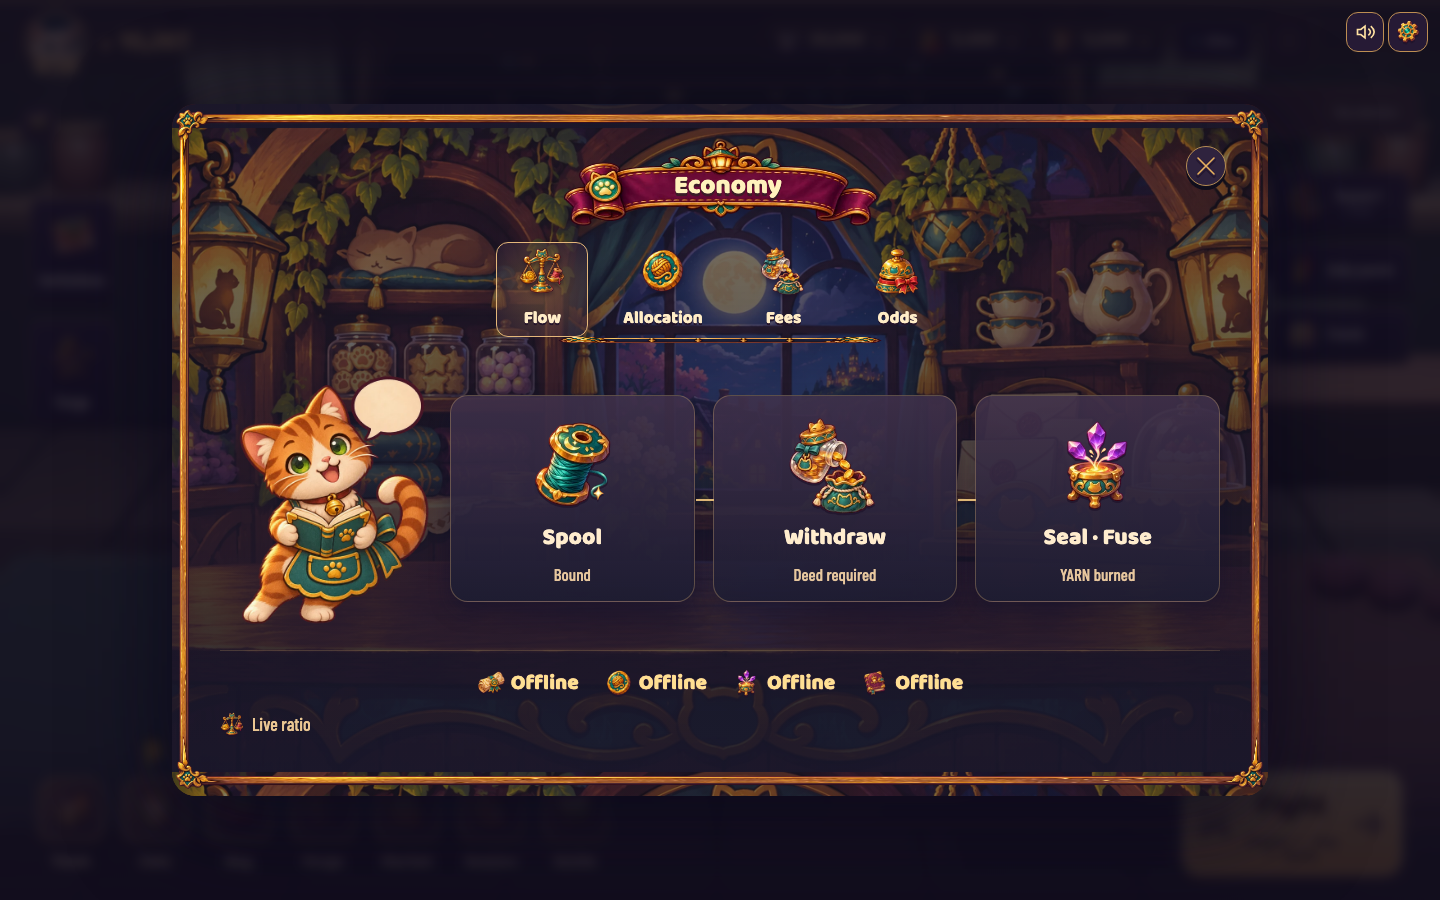 Economy
Flow
Allocation
Fees
Odds
Spool
Bound
Withdraw
Deed required
Seal · Fuse
YARN burned
Offline
Offline
Offline
Offline
Live ratio